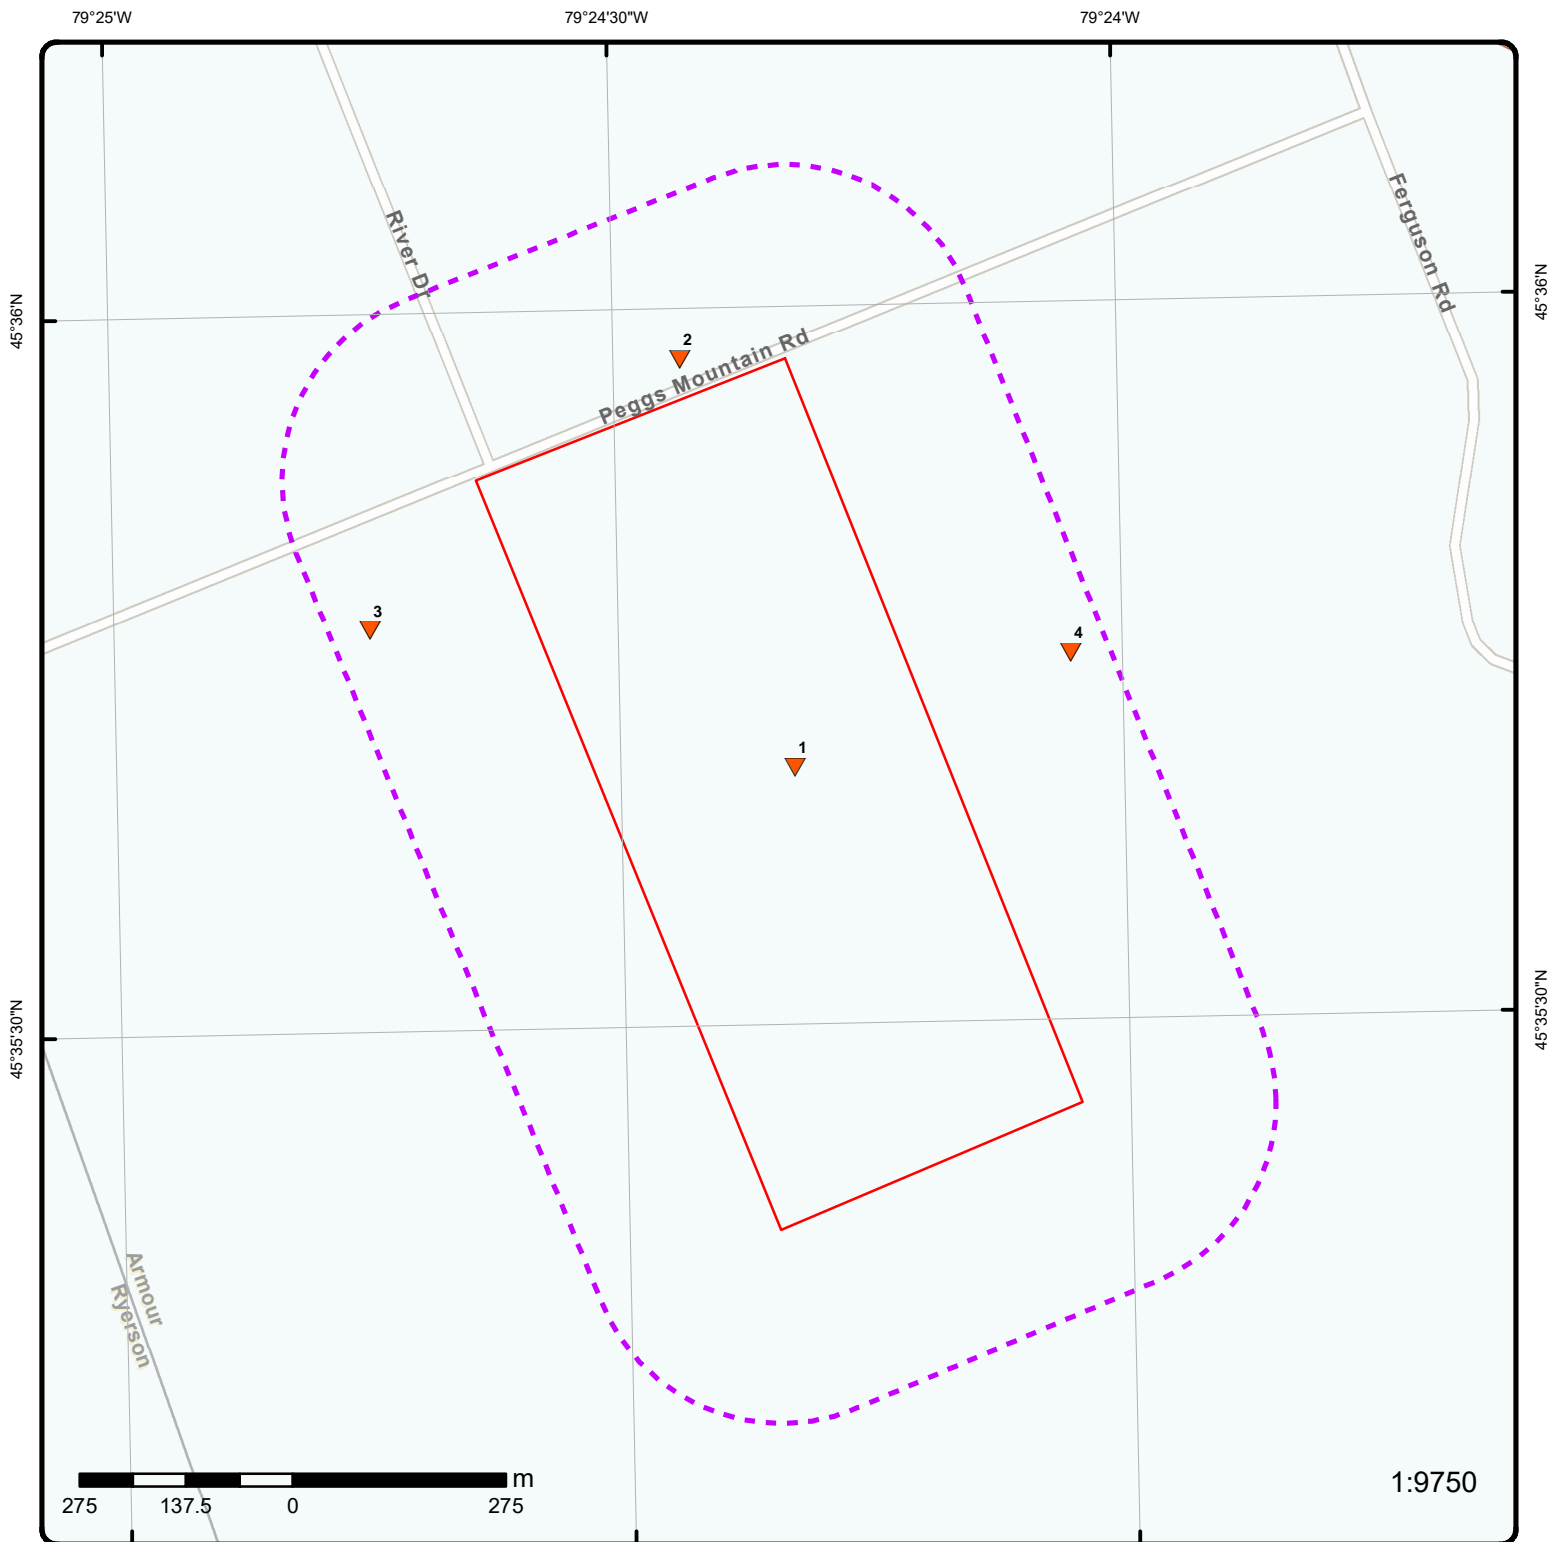 79°25'W
79°24'30"W
79°24'W
River Dr
Ferguson Rd
45°36'N
45°36'N
2
Peggs Mountain Rd
3
4
1
45°35'30"N
45°35'30"N
Armour
Ryerson
m
275
137.5
0
275
1:9750